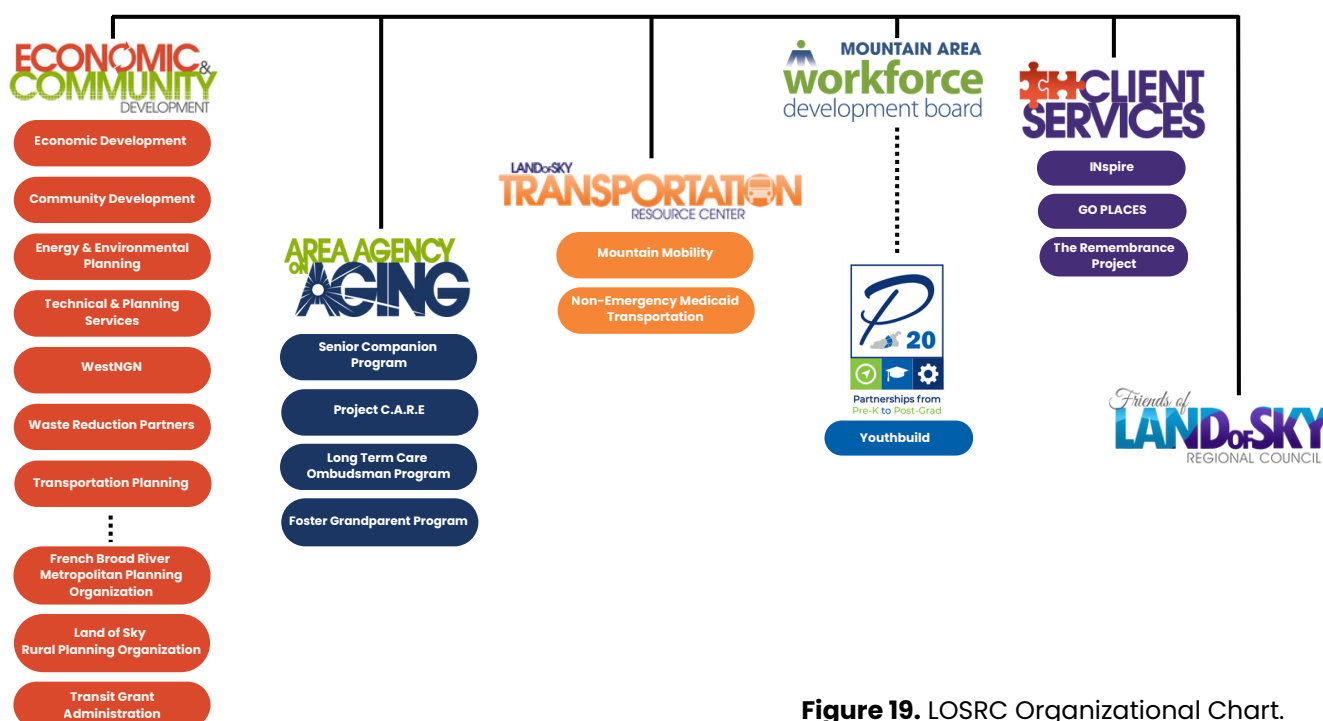 ECONOMIC &
COMMUNITY
DEVELOPMENT
Economic Development
Community Development
Energy & Environmental
Planning
Technical & Planning
Services
WestNGN
Waste Reduction Partners
Transportation Planning
French Broad River
Metropolitan Planning
Organization
Land of Sky
Rural Planning Organization
Transit Grant
Administration
AREA AGENCY
ON AGING
Senior Companion
Program
Project C.A.R.E
Long Term Care
Ombudsman Program
Foster Grandparent Program
LAND OF SKY
TRANSPORTATION
RESOURCE CENTER
Mountain Mobility
Non-Emergency Medicaid
Transportation
MOUNTAIN AREA
workforce
development board
P
20
Partnerships from
Pre-K to Post-Grad
Youthbuild
CLIENT
SERVICES
INspire
GO PLACES
The Remembrance
Project
Friends of
LAND OF SKY
REGIONAL COUNCIL
Figure 19. LOSRC Organizational Chart.